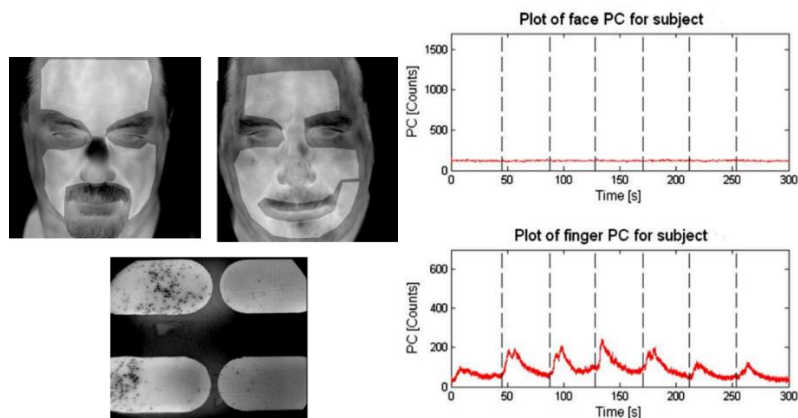 Plot of face PC for subject
PC [Counts]
1500
1000
500
0
0 50 100 150 200 250 300
Time [s]
Plot of finger PC for subject
PC [Counts]
600
400
200
0
0 50 100 150 200 250 300
Time [s]